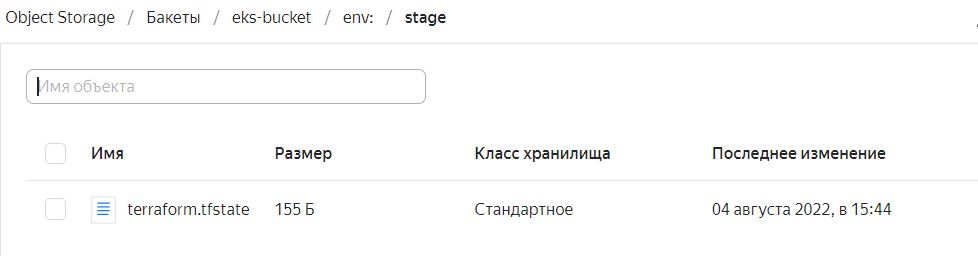 Object Storage / Бакеты / eks-bucket / env: / stage
Имя объекта
Имя Размер Класс хранилища Последнее изменение
terraform.tfstate 155 Б Стандартное 04 августа 2022, в 15:44